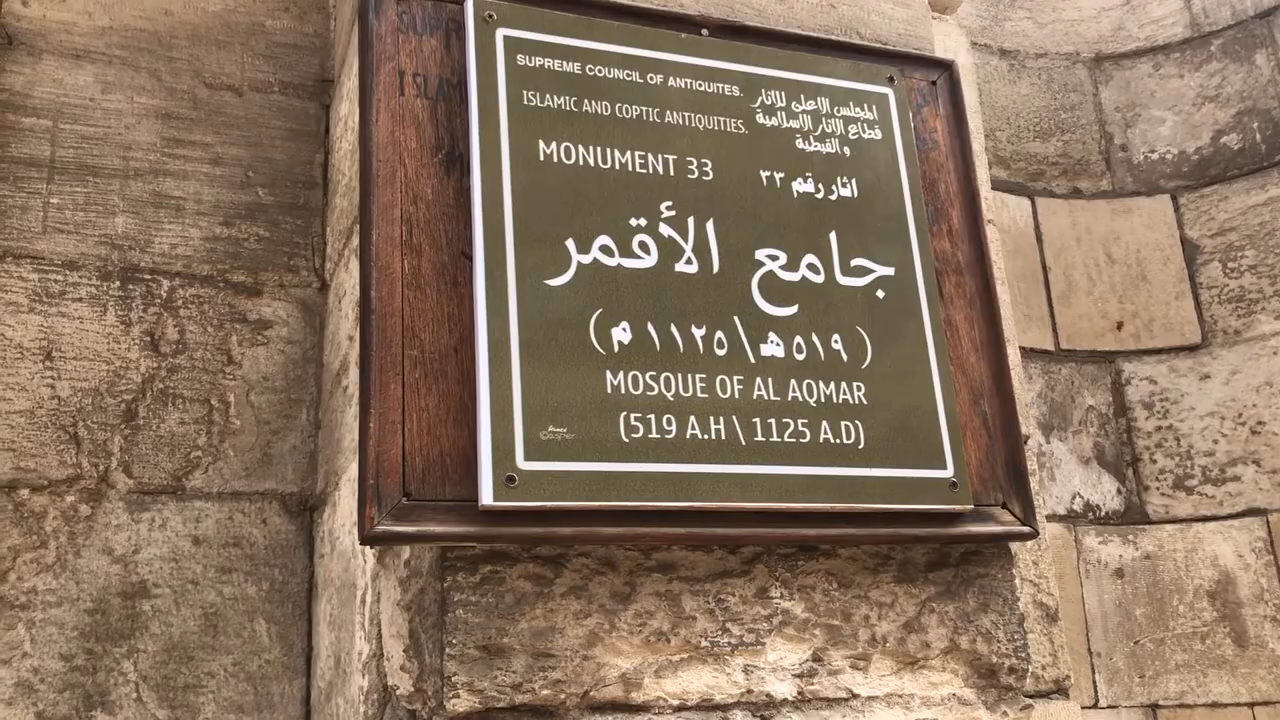 SUPREME COUNCIL OF ANTIQUITES.
ISLAMIC AND COPTIC ANTIQUITIES.
المجلس الاعلى للاثار
قطاع الاثار الاسلامية
و القبطية
MONUMENT 33
اثار رقم ٣٣
جامع الأقمر
(٥١٩هـ\١١٢٥م)
MOSQUE OF AL AQMAR
(519 A.H \ 1125 A.D)